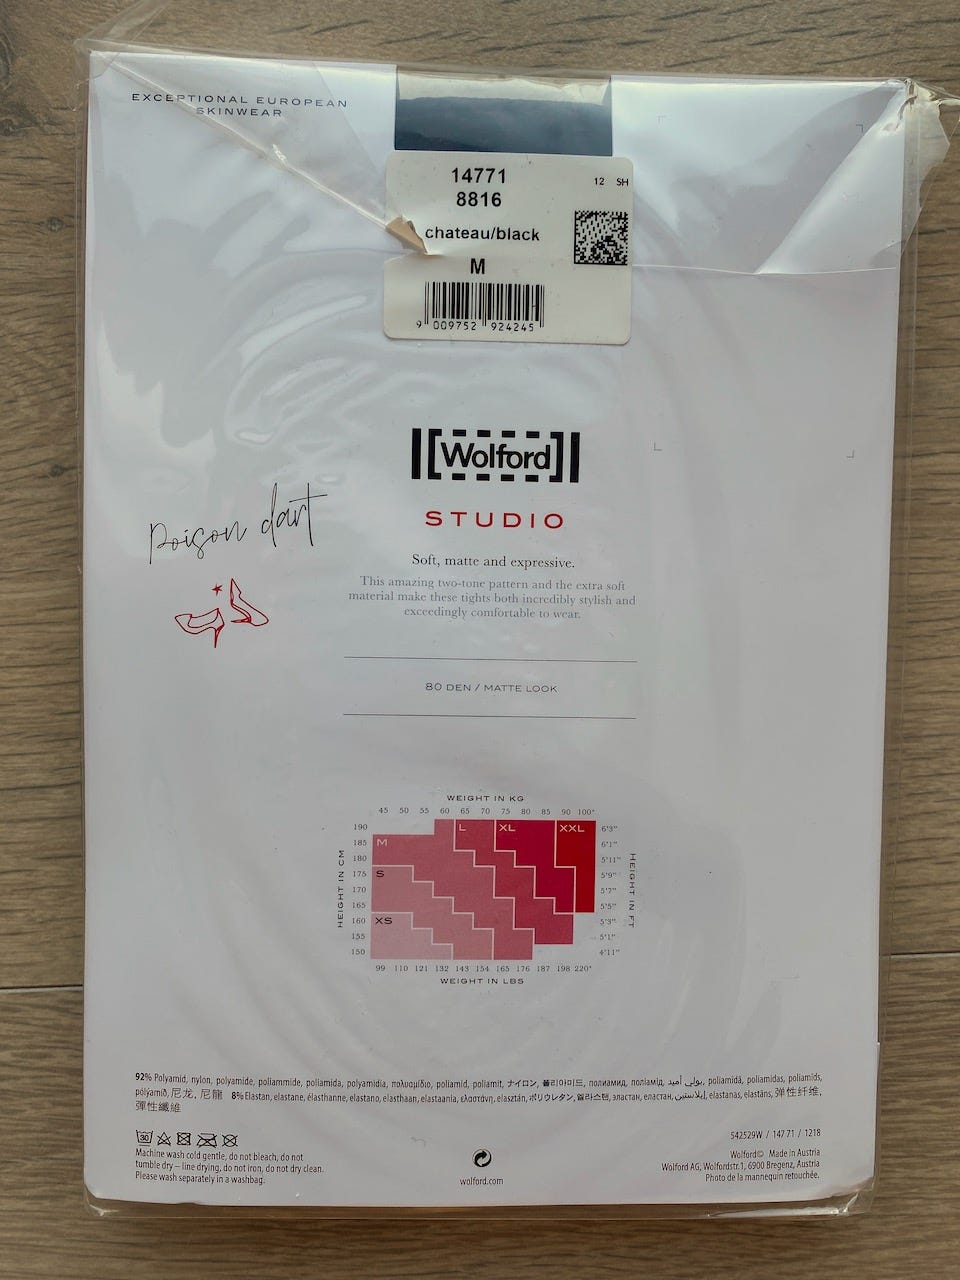 EXCEPTIONAL EUROPEAN
SKINWEAR
14771
8816
12 SH
chateau/black
M
9 009752 924245
Wolford
STUDIO
poison dart
Soft, matte and expressive.
This amazing two-tone pattern and the extra soft
material make these tights both incredibly stylish and
exceedingly comfortable to wear.
80 DEN / MATTE LOOK
WEIGHT IN KG
45 50 55 60 65 70 75 80 85 90 100+
HEIGHT IN CM
190 L XL XXL 6'3"
185 M 6'1"
180 5'11"
175 S 5'9"
170 5'7"
165 5'5"
160 XS 5'3"
155 5'1"
150 4'11"
HEIGHT IN FT
99 110 121 132 143 154 165 176 187 198 220+
WEIGHT IN LBS
92% Polyamid, nylon, polyamide, poliammide, poliamida, polyamidia, πολυαμίδιο, poliamid, poliamit, ナイロン, 폴리아미드, полиамид, поліамід, بولي أميد, poliamidă, poliamidas, poliamīds,
polyamid, 尼龙, 尼龍 8% Elastan, elastane, élasthanne, elastano, elasthaan, elastaania, ελαστάνη, elasztán, ポリウレタン, 엘라스텐, эластан, еластан, إيلاستين, elastanas, elastāns, 弹性纤维,
彈性纖維
30
Machine wash cold gentle, do not bleach, do not
tumble dry – line drying, do not iron, do not dry clean.
Please wash separately in a washbag.
wolford.com
S42529W / 147 71 / 1218
Wolford© Made in Austria
Wolford AG, Wolfordstr.1, 6900 Bregenz, Austria
Photo de la mannequin retouchée.